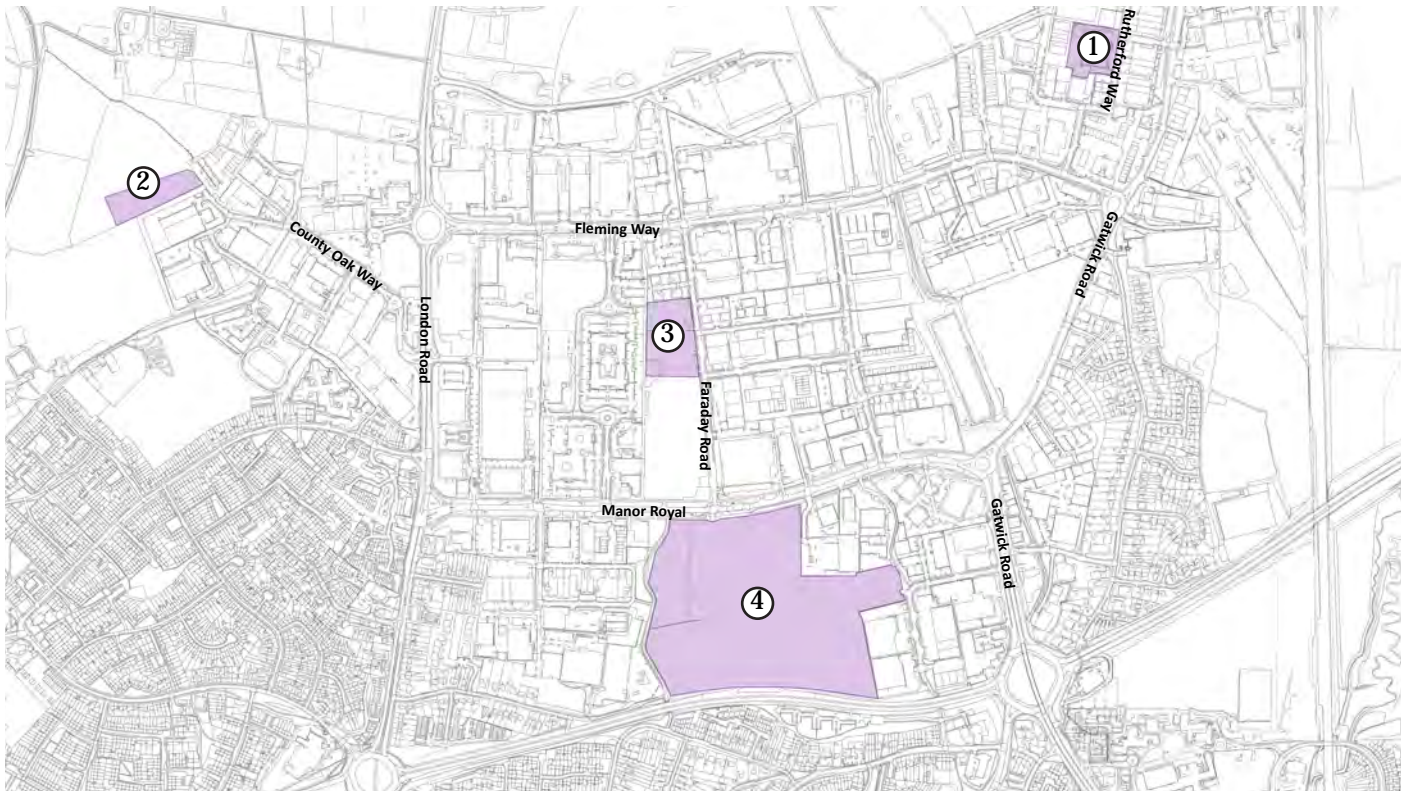 Rutherford Way
1
2
County Oak Way
Fleming Way
Gatwick Road
London Road
3
Faraday Road
Manor Royal
Gatwick Road
4